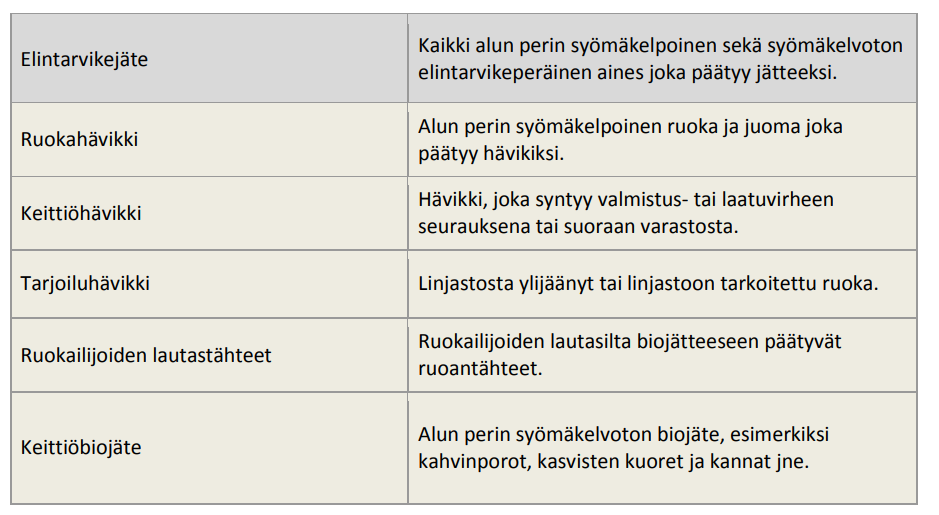 Elintarvikejäte
Kaikki alun perin syömäkelpoinen sekä syömäkelvoton
elintarvikeperäinen aines joka päätyy jätteeksi.
Ruokahävikki
Alun perin syömäkelpoinen ruoka ja juoma joka
päätyy hävikiksi.
Keittiöhävikki
Hävikki, joka syntyy valmistus- tai laatuvirheen
seurauksena tai suoraan varastosta.
Tarjoiluhävikki
Linjastosta ylijäänyt tai linjastoon tarkoitettu ruoka.
Ruokailijoiden lautastähteet
Ruokailijoiden lautasilta biojätteeseen päätyvät
ruoantähteet.
Keittiöbiojäte
Alun perin syömäkelvoton biojäte, esimerkiksi
kahvinporot, kasvisten kuoret ja kannat jne.